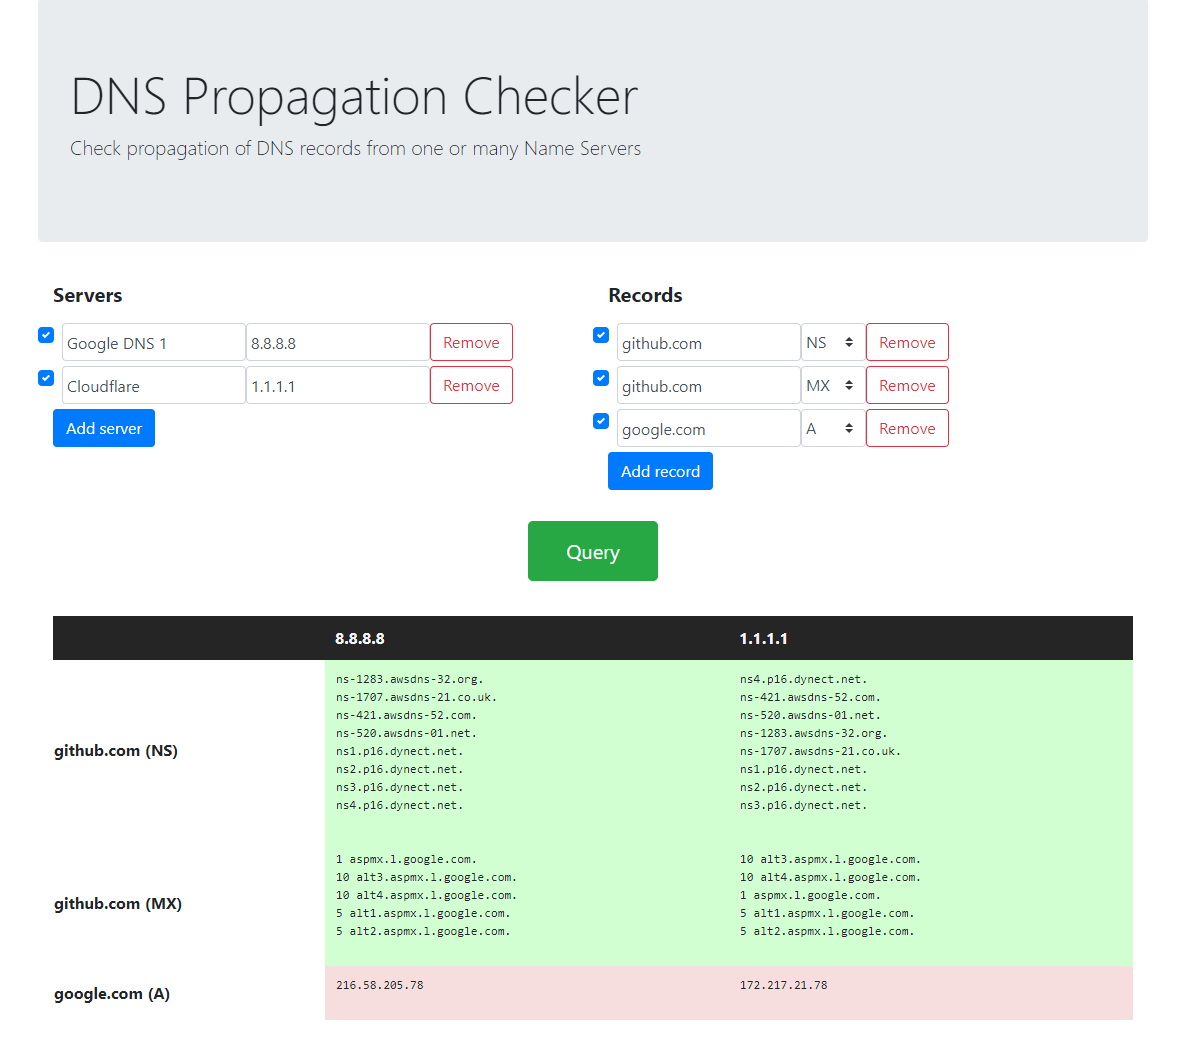 DNS Propagation Checker
Check propagation of DNS records from one or many Name Servers
Servers
Google DNS 1 8.8.8.8 Remove
Cloudflare 1.1.1.1 Remove
Add server
Records
github.com NS Remove
github.com MX Remove
google.com A Remove
Add record
Query
8.8.8.8 1.1.1.1
github.com (NS)
ns-1283.awsdns-32.org.
ns-1707.awsdns-21.co.uk.
ns-421.awsdns-52.com.
ns-520.awsdns-01.net.
ns1.p16.dynect.net.
ns2.p16.dynect.net.
ns3.p16.dynect.net.
ns4.p16.dynect.net.
ns4.p16.dynect.net.
ns-421.awsdns-52.com.
ns-520.awsdns-01.net.
ns-1283.awsdns-32.org.
ns-1707.awsdns-21.co.uk.
ns1.p16.dynect.net.
ns2.p16.dynect.net.
ns3.p16.dynect.net.
github.com (MX)
1 aspmx.l.google.com.
10 alt3.aspmx.l.google.com.
10 alt4.aspmx.l.google.com.
5 alt1.aspmx.l.google.com.
5 alt2.aspmx.l.google.com.
10 alt3.aspmx.l.google.com.
10 alt4.aspmx.l.google.com.
1 aspmx.l.google.com.
5 alt1.aspmx.l.google.com.
5 alt2.aspmx.l.google.com.
google.com (A)
216.58.205.78
172.217.21.78